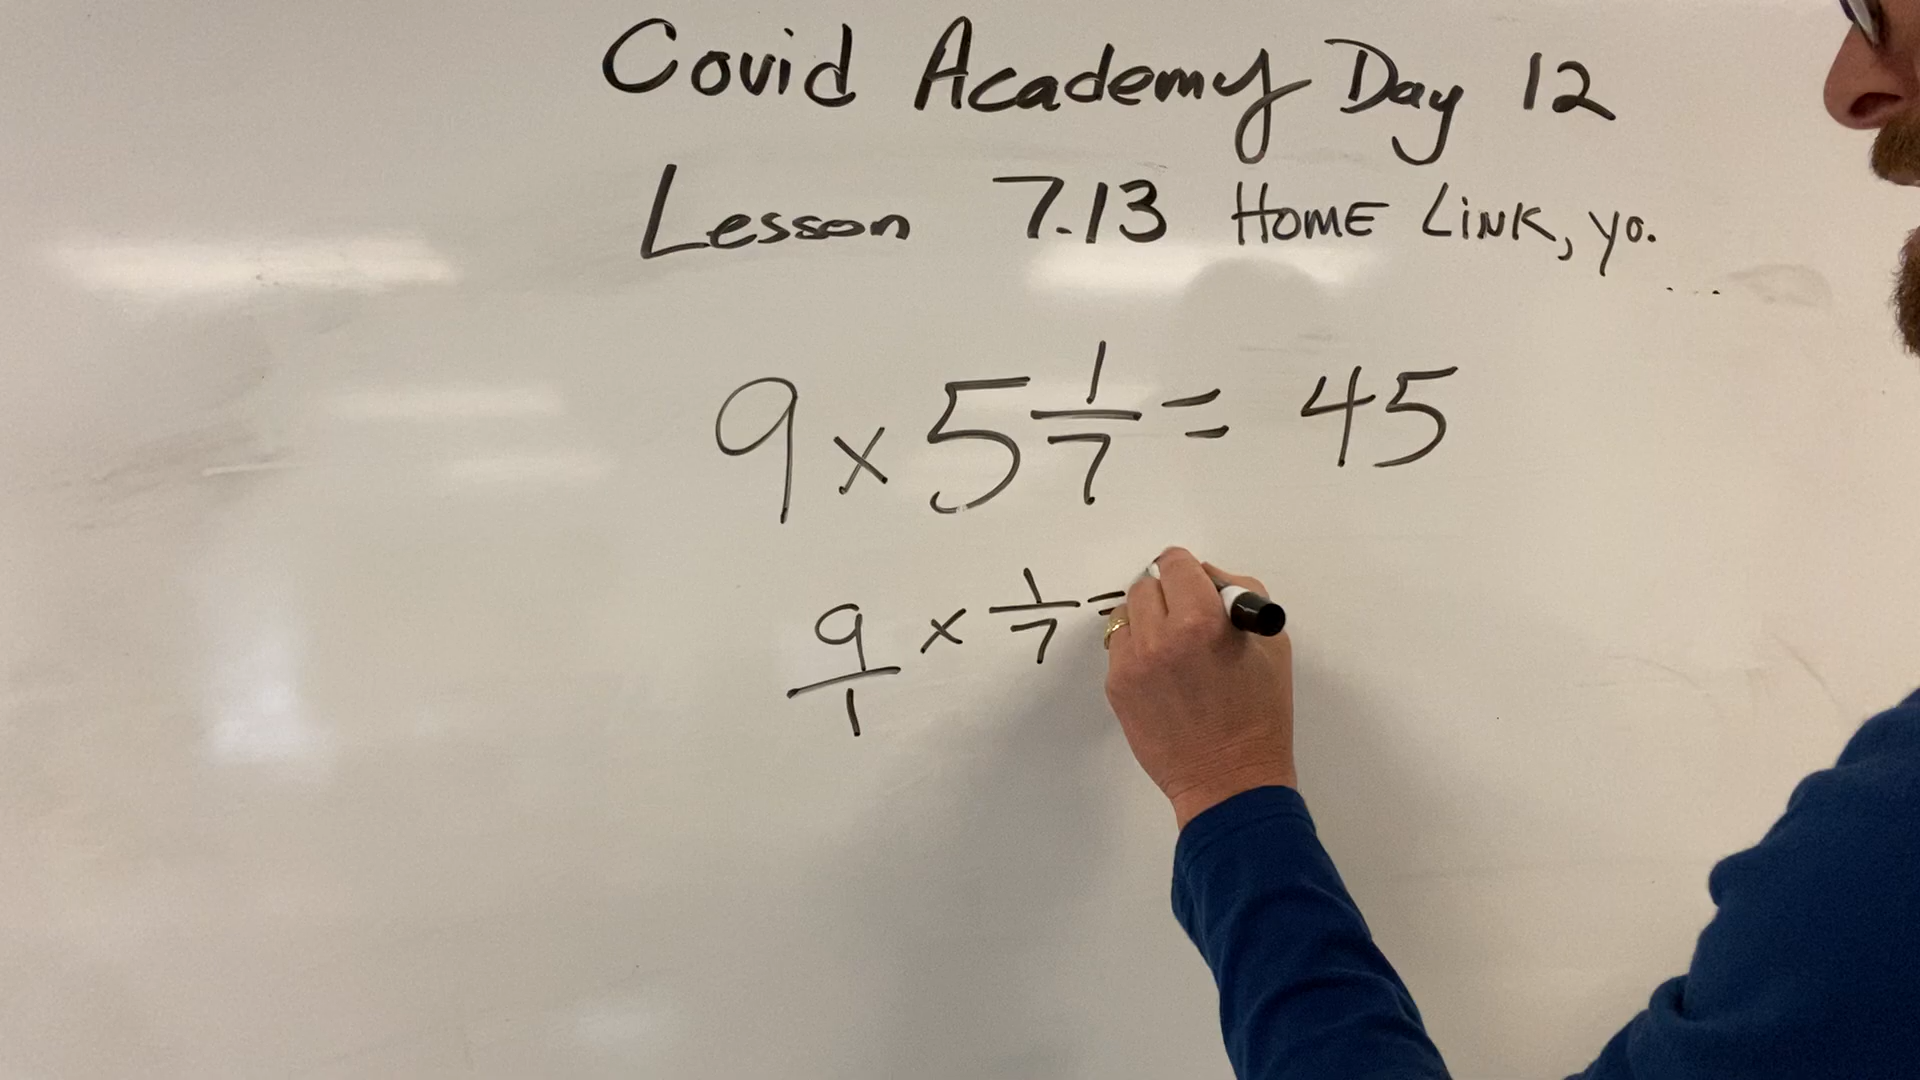 Covid Academy Day 12
Lesson 7.13 HOME LINK, yo. ...
9 x 5 1/7 = 45
9/1 x 1/7 =